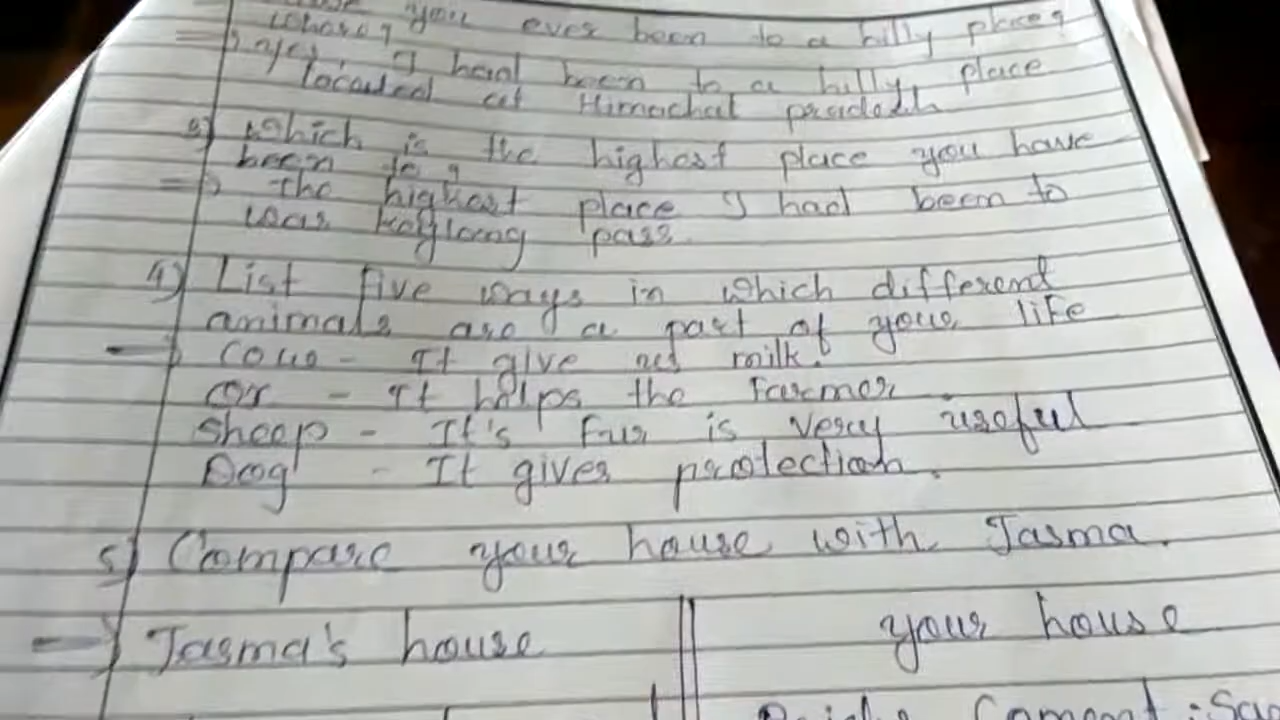 you ever been to a hilly place?
where?
=> yes, I had been to a hilly place
located at Himachal pradesh
3) Which is the highest place you have
been to?
=> the highest place I had been to
was Keylong pass.
4) List five ways in which different
animals are a part of your life
-> Cow - It give us milk.
ox - It helps the Farmer
Sheep - It's Fur is very useful
Dog - It gives protection.
5) Compare your house with Jasma.
-> Jasma's house your house
Cement